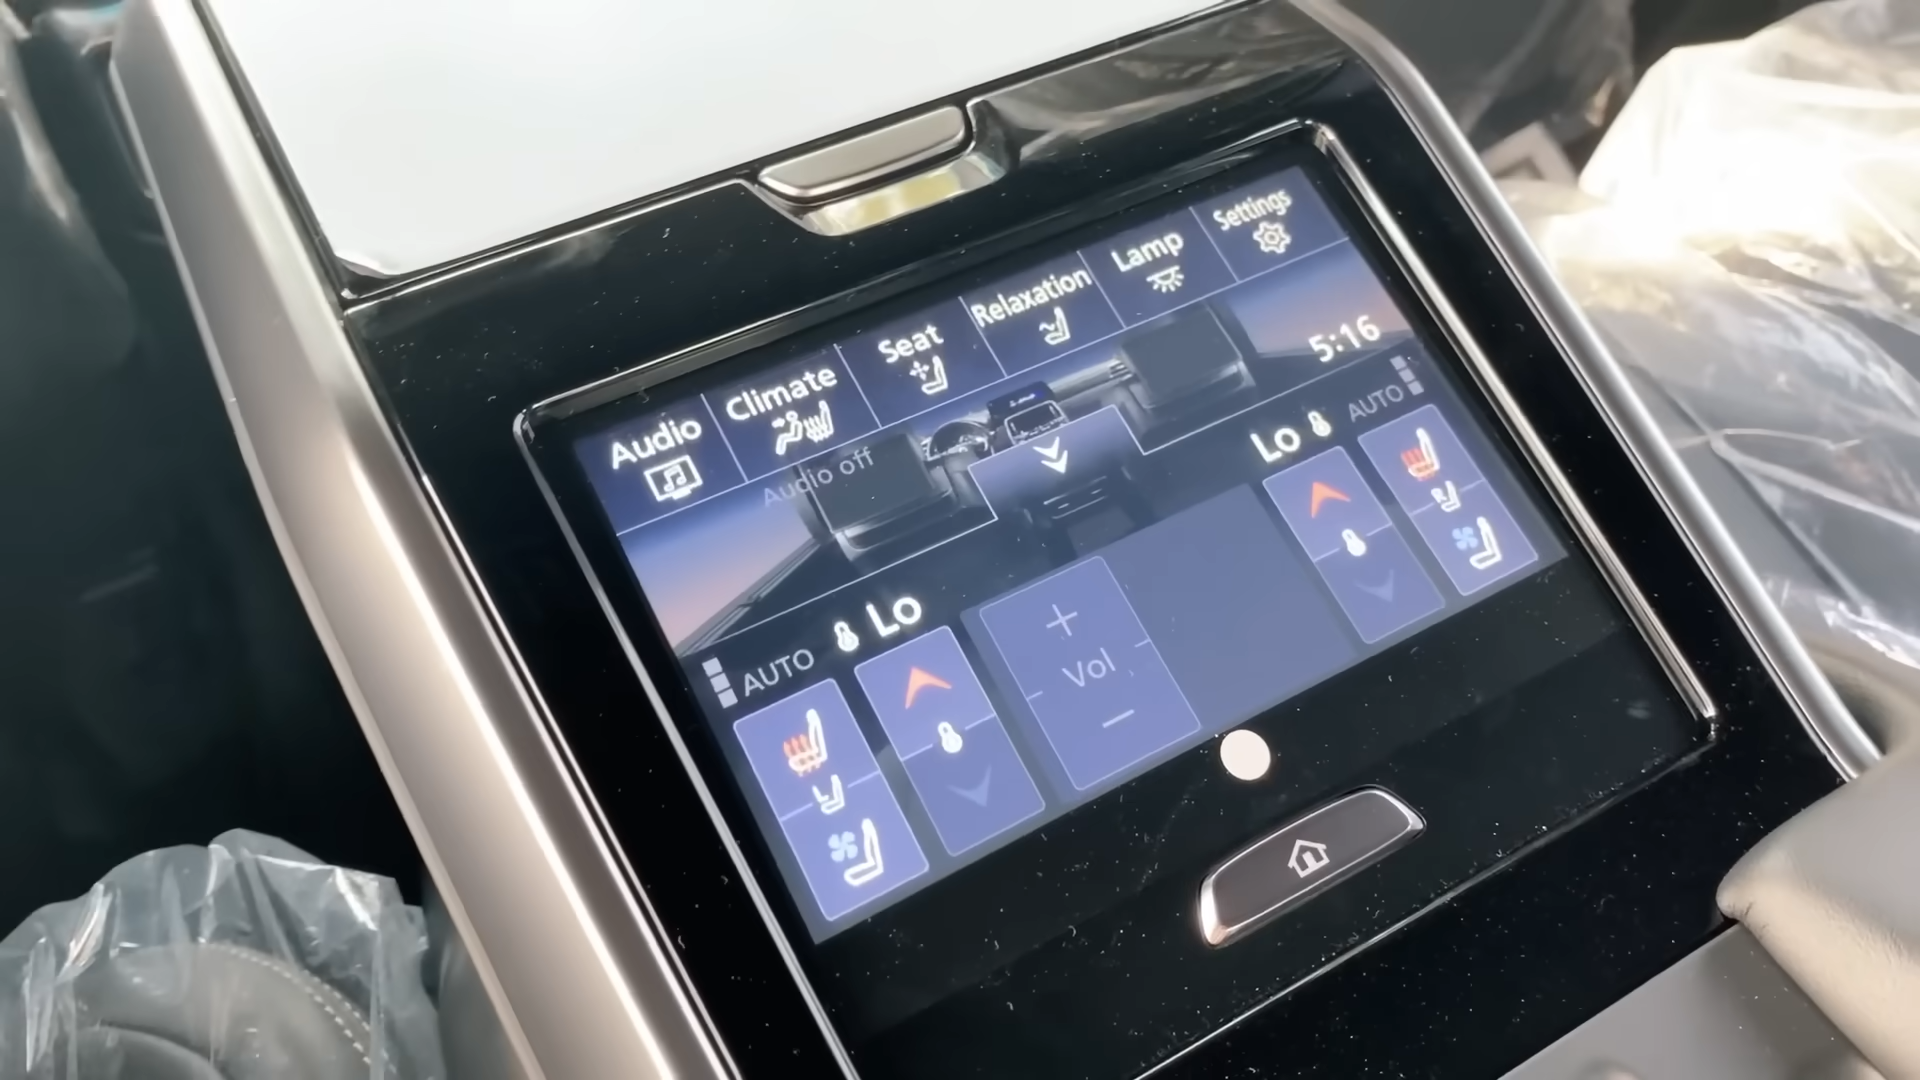 Audio
Climate
Seat
Relaxation
Lamp
Settings
Audio off
5:16
AUTO
Lo
Lo
AUTO
L
R
+
Vol
−